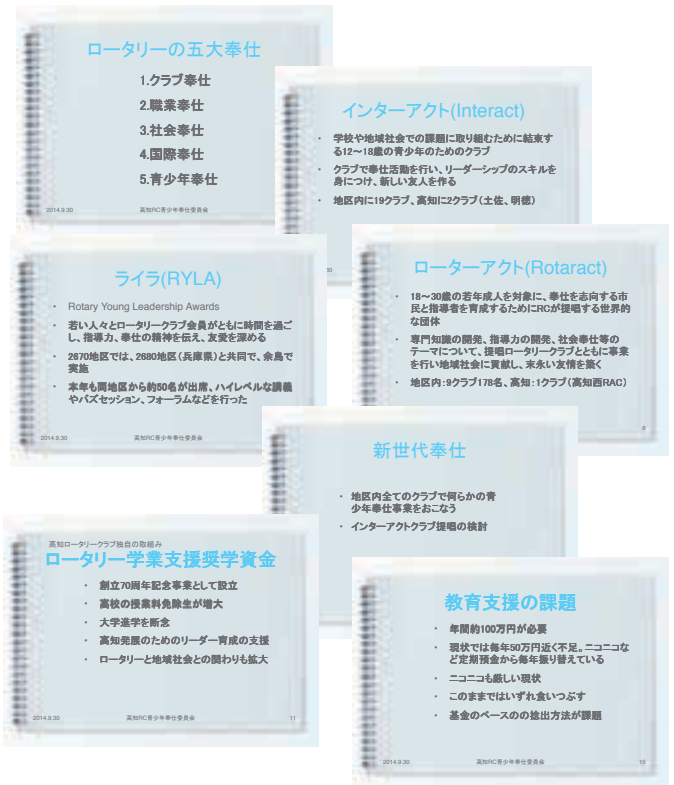 ロータリーの五大奉仕
1.クラブ奉仕
2.職業奉仕
3.社会奉仕
4.国際奉仕
5.青少年奉仕
2014.9.30 高知RC青少年奉仕委員会
インターアクト(Interact)
・ 学校や地域社会での課題に取り組むために結束す
る12～18歳の青少年のためのクラブ
・ クラブで奉仕活動を行い、リーダーシップのスキルを
身につけ、新しい友人を作る
・ 地区内に19クラブ、高知に2クラブ(土佐、明徳)
30
ライラ(RYLA)
・ Rotary Young Leadership Awards
・ 若い人々とロータリークラブ会員がともに時間を過ご
し、指導力、奉仕の精神を伝え、友愛を深める
・ 2670地区では、2680地区(兵庫県)と共同で、余島で
実施
・ 本年も両地区から約50名が出席、ハイレベルな講義
やバズセッション、フォーラムなどを行った
2014.9.30 高知RC青少年奉仕委員会
ローターアクト(Rotaract)
・ 18～30歳の若年成人を対象に、奉仕を志向する市
民と指導者を育成するためにRCが提唱する世界的
な団体
・ 専門知識の開発、指導力の開発、社会奉仕等の
テーマについて、提唱ロータリークラブとともに事業
を行い地域社会に貢献し、末永い友情を築く
・ 地区内:9クラブ178名、高知:1クラブ(高知西RAC)
新世代奉仕
・ 地区内全てのクラブで何らかの青
少年奉仕事業をおこなう
・ インターアクトクラブ提唱の検討
高知ロータリークラブ独自の取組み
ロータリー学業支援奨学資金
・ 創立70周年記念事業として設立
・ 高校の授業料免除生が増大
・ 大学進学を断念
・ 高知発展のためのリーダー育成の支援
・ ロータリーと地域社会との関わりも拡大
2014.9.30 高知RC青少年奉仕委員会 11
教育支援の課題
・ 年間約100万円が必要
・ 現状では毎年50万円近く不足。ニコニコな
ど定期預金から毎年振り替えている
・ ニコニコも厳しい現状
・ このままではいずれ食いつぶす
・ 基金のベースのの捻出方法が課題
2014.9.30 高知RC青少年奉仕委員会 13